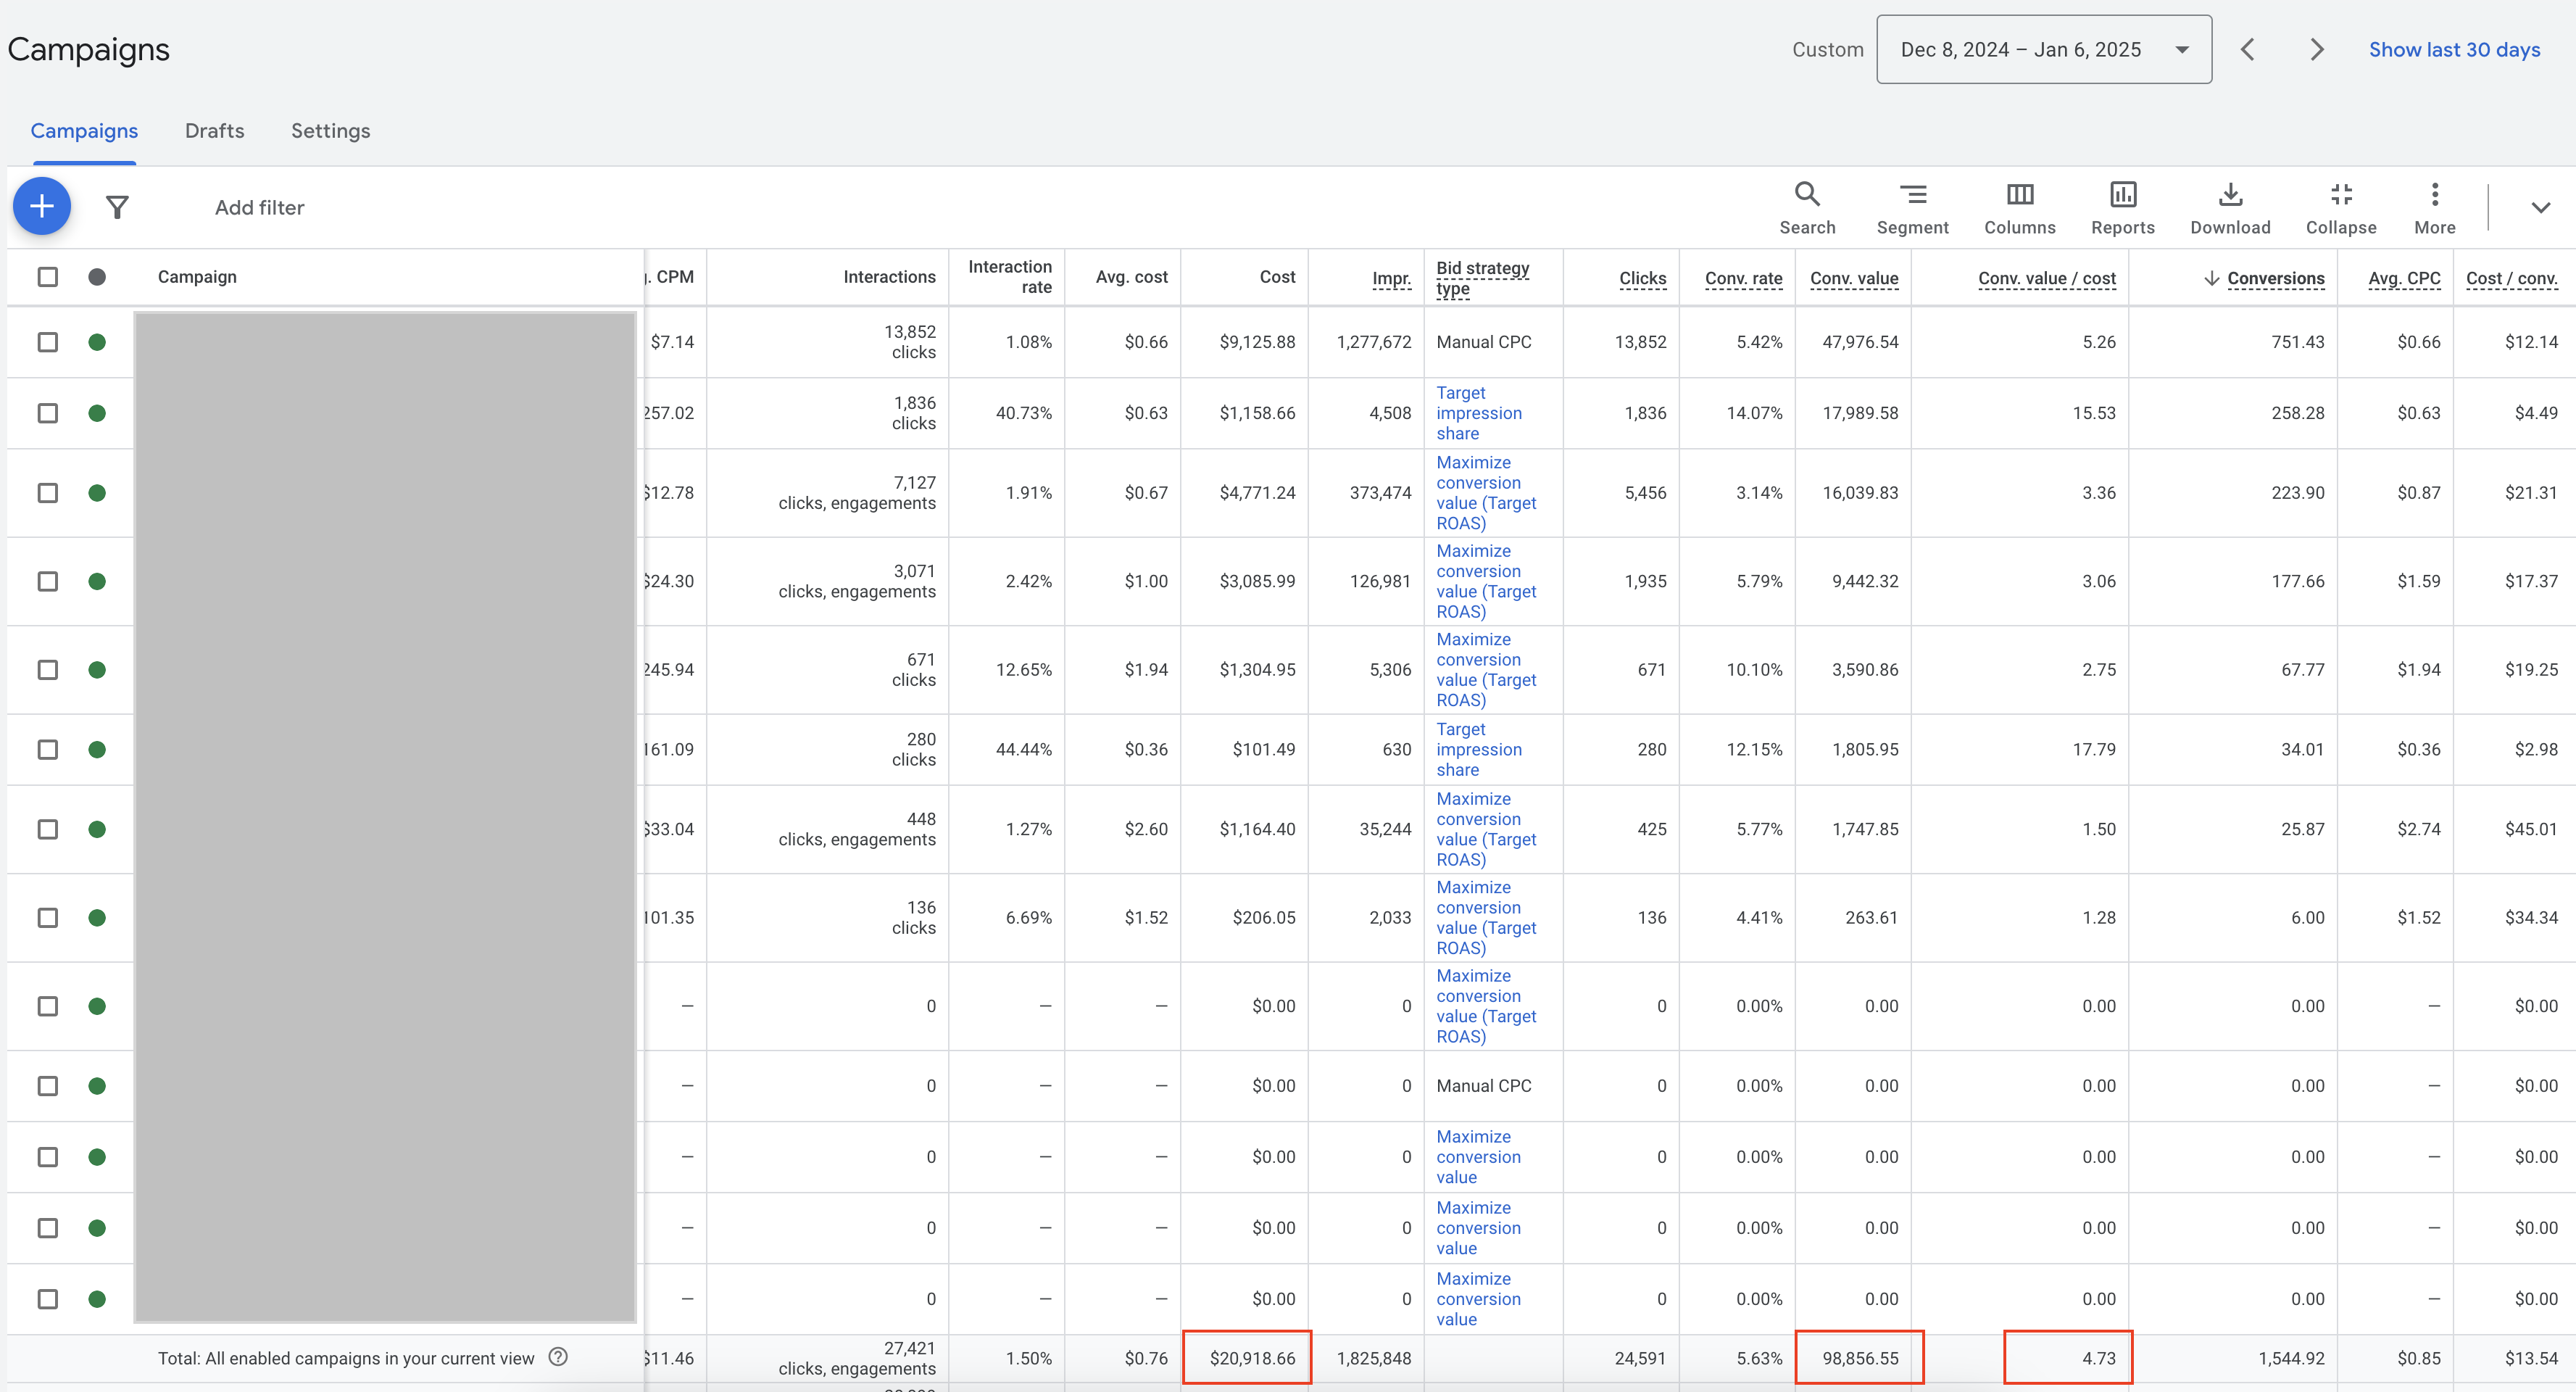 Campaigns
Custom Dec 8, 2024 – Jan 6, 2025 Show last 30 days
Campaigns Drafts Settings
Add filter Search Segment Columns Reports Download Collapse More
Campaign CPM Interactions Interaction rate Avg. cost Cost Impr. Bid strategy type Clicks Conv. rate Conv. value Conv. value / cost Conversions Avg. CPC Cost / conv.
$7.14 13,852 clicks 1.08% $0.66 $9,125.88 1,277,672 Manual CPC 13,852 5.42% 47,976.54 5.26 751.43 $0.66 $12.14
257.02 1,836 clicks 40.73% $0.63 $1,158.66 4,508 Target impression share 1,836 14.07% 17,989.58 15.53 258.28 $0.63 $4.49
$12.78 7,127 clicks, engagements 1.91% $0.67 $4,771.24 373,474 Maximize conversion value (Target ROAS) 5,456 3.14% 16,039.83 3.36 223.90 $0.87 $21.31
$24.30 3,071 clicks, engagements 2.42% $1.00 $3,085.99 126,981 Maximize conversion value (Target ROAS) 1,935 5.79% 9,442.32 3.06 177.66 $1.59 $17.37
245.94 671 clicks 12.65% $1.94 $1,304.95 5,306 Maximize conversion value (Target ROAS) 671 10.10% 3,590.86 2.75 67.77 $1.94 $19.25
161.09 280 clicks 44.44% $0.36 $101.49 630 Target impression share 280 12.15% 1,805.95 17.79 34.01 $0.36 $2.98
$33.04 448 clicks, engagements 1.27% $2.60 $1,164.40 35,244 Maximize conversion value (Target ROAS) 425 5.77% 1,747.85 1.50 25.87 $2.74 $45.01
101.35 136 clicks 6.69% $1.52 $206.05 2,033 Maximize conversion value (Target ROAS) 136 4.41% 263.61 1.28 6.00 $1.52 $34.34
— 0 — — $0.00 0 Maximize conversion value (Target ROAS) 0 0.00% 0.00 0.00 0.00 — $0.00
— 0 — — $0.00 0 Manual CPC 0 0.00% 0.00 0.00 0.00 — $0.00
— 0 — — $0.00 0 Maximize conversion value 0 0.00% 0.00 0.00 0.00 — $0.00
— 0 — — $0.00 0 Maximize conversion value 0 0.00% 0.00 0.00 0.00 — $0.00
— 0 — — $0.00 0 Maximize conversion value 0 0.00% 0.00 0.00 0.00 — $0.00
Total: All enabled campaigns in your current view $11.46 27,421 clicks, engagements 1.50% $0.76 $20,918.66 1,825,848 24,591 5.63% 98,856.55 4.73 1,544.92 $0.85 $13.54